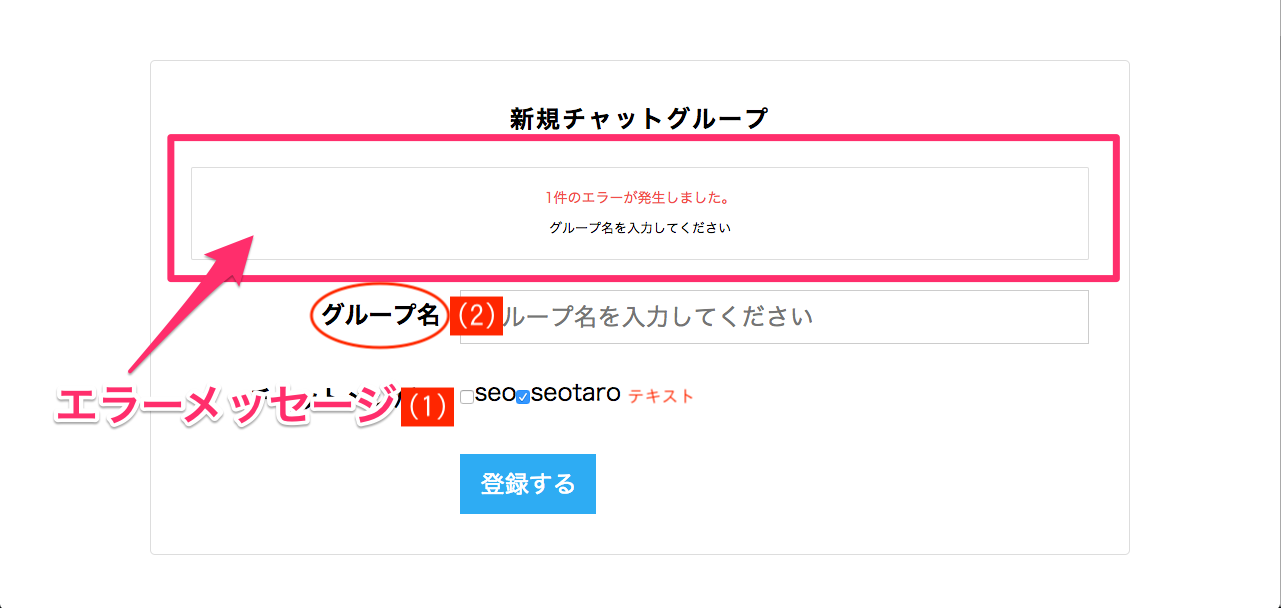 新規チャットグループ
1件のエラーが発生しました。
グループ名を入力してください
グループ名 (2) ループ名を入力してください
エラーメッセージ (1) seo seotaro テキスト
登録する